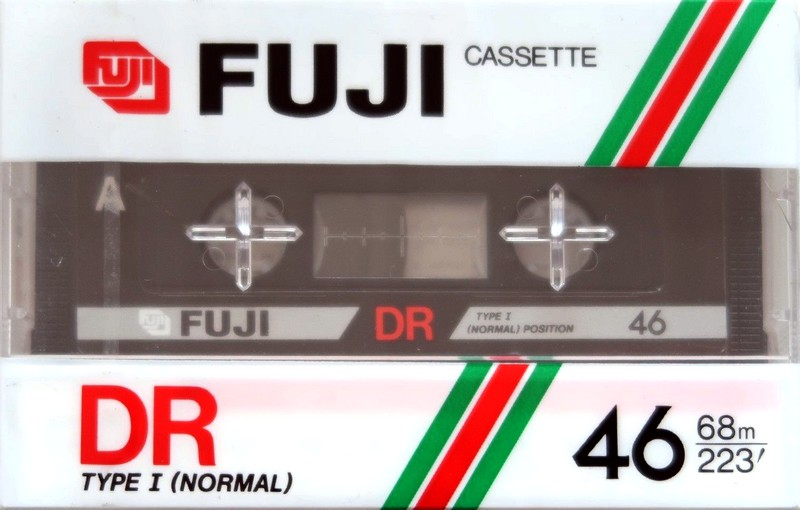 FUJI
FUJI CASSETTE
A
FUJI
FUJI DR TYPE I
(NORMAL) POSITION
46
DR
TYPE I (NORMAL)
46 68m
223'